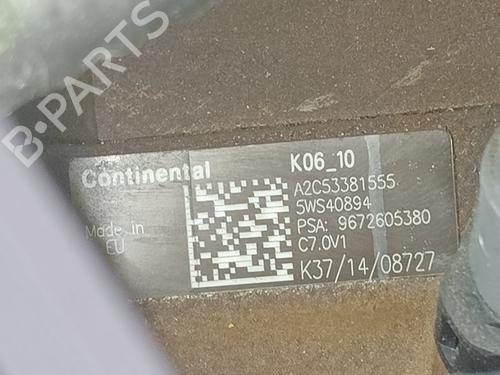 B-PARTS
Continental
Made in
EU
K06_10
A2C53381555
5WS40894
PSA: 9672605380
C7.0V1
K37/14/08727